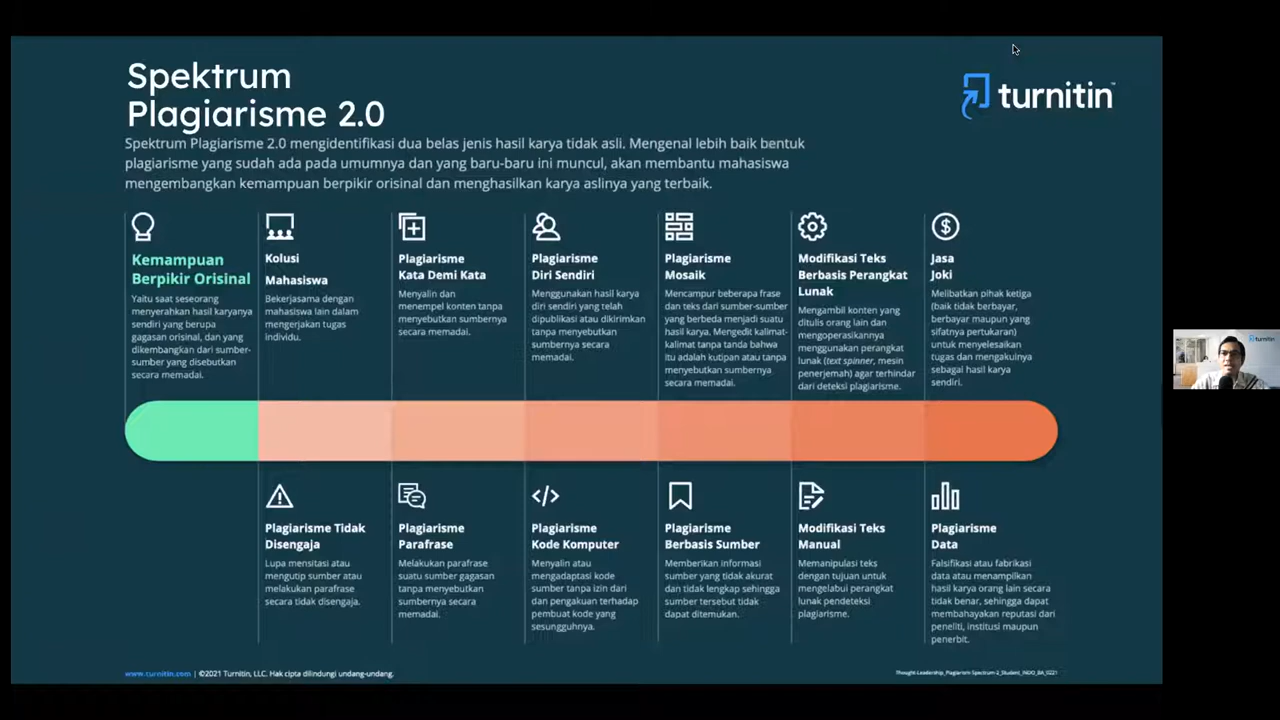 Spektrum
Plagiarisme 2.0
turnitin
Spektrum Plagiarisme 2.0 mengidentifikasi dua belas jenis hasil karya tidak asli. Mengenal lebih baik bentuk
plagiarisme yang sudah ada pada umumnya dan yang baru-baru ini muncul, akan membantu mahasiswa
mengembangkan kemampuan berpikir orisinal dan menghasilkan karya aslinya yang terbaik.
Kemampuan
Berpikir Orisinal
Yaitu saat seseorang
menyerahkan hasil karyanya
sendiri yang berupa
gagasan orisinal, dan yang
dikembangkan dari sumber-
sumber yang disebutkan
secara memadai.
Kolusi
Mahasiswa
Bekerjasama dengan
mahasiswa lain dalam
mengerjakan tugas
individu.
Plagiarisme
Kata Demi Kata
Menyalin dan
menempel konten tanpa
menyebutkan sumbernya
secara memadai.
Plagiarisme
Diri Sendiri
Menggunakan hasil karya
diri sendiri yang telah
dipublikasi atau dikirimkan
tanpa menyebutkan
sumbernya secara
memadai.
Plagiarisme
Mosaik
Mencampur beberapa frase
dan teks dari sumber-sumber
yang berbeda menjadi suatu
hasil karya. Mengedit kalimat-
kalimat tanpa tanda bahwa
itu adalah kutipan atau tanpa
menyebutkan sumbernya
secara memadai.
Modifikasi Teks
Berbasis Perangkat
Lunak
Mengambil konten yang
ditulis orang lain dan
mengoperasikannya
menggunakan perangkat
lunak (text spinner, mesin
penerjemah) agar terhindar
dari deteksi plagiarisme.
Jasa
Joki
Melibatkan pihak ketiga
(baik tidak berbayar,
berbayar maupun yang
sifatnya pertukaran)
untuk menyelesaikan
tugas dan mengakuinya
sebagai hasil karya
sendiri.
Plagiarisme Tidak
Disengaja
Lupa mensitasi atau
mengutip sumber atau
melakukan parafrase
secara tidak disengaja.
Plagiarisme
Parafrase
Melakukan parafrase
suatu sumber gagasan
tanpa menyebutkan
sumbernya secara
memadai.
Plagiarisme
Kode Komputer
Menyalin atau
mengadaptasi kode
sumber tanpa izin dari
dan pengakuan terhadap
pembuat kode yang
sesungguhnya.
Plagiarisme
Berbasis Sumber
Memberikan informasi
sumber yang tidak akurat
dan tidak lengkap sehingga
sumber tersebut tidak
dapat ditemukan.
Modifikasi Teks
Manual
Memanipulasi teks
dengan tujuan untuk
mengelabui perangkat
lunak pendeteksi
plagiarisme.
Plagiarisme
Data
Falsifikasi atau fabrikasi
data atau menampilkan
hasil karya orang lain secara
tidak benar, sehingga dapat
membahayakan reputasi dari
peneliti, institusi maupun
penerbit.
www.turnitin.com | ©2021 Turnitin, LLC. Hak cipta dilindungi undang-undang.
Thought-Leadership_Plagiarism Spectrum-2_Student_INDO_BA_0221
turnitin